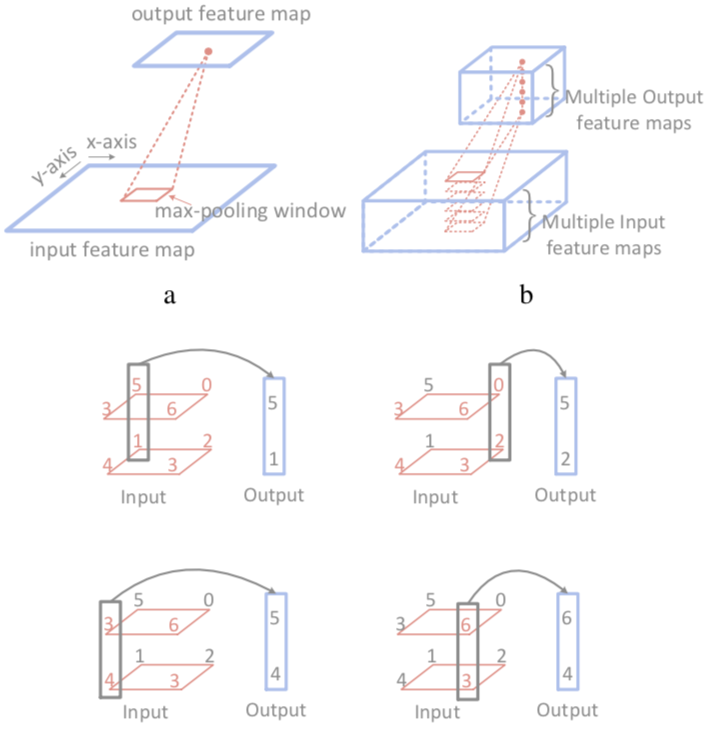 output feature map
x-axis
y-axis
max-pooling window
input feature map
a
Multiple Output
feature maps
Multiple Input
feature maps
b
5 0
3 6
1 2
4 3
5
1
Input Output
5 0
3 6
1 2
4 3
5
2
Input Output
5 0
3 6
1 2
4 3
5
4
Input Output
5 0
3 6
1 2
4 3
6
4
Input Output